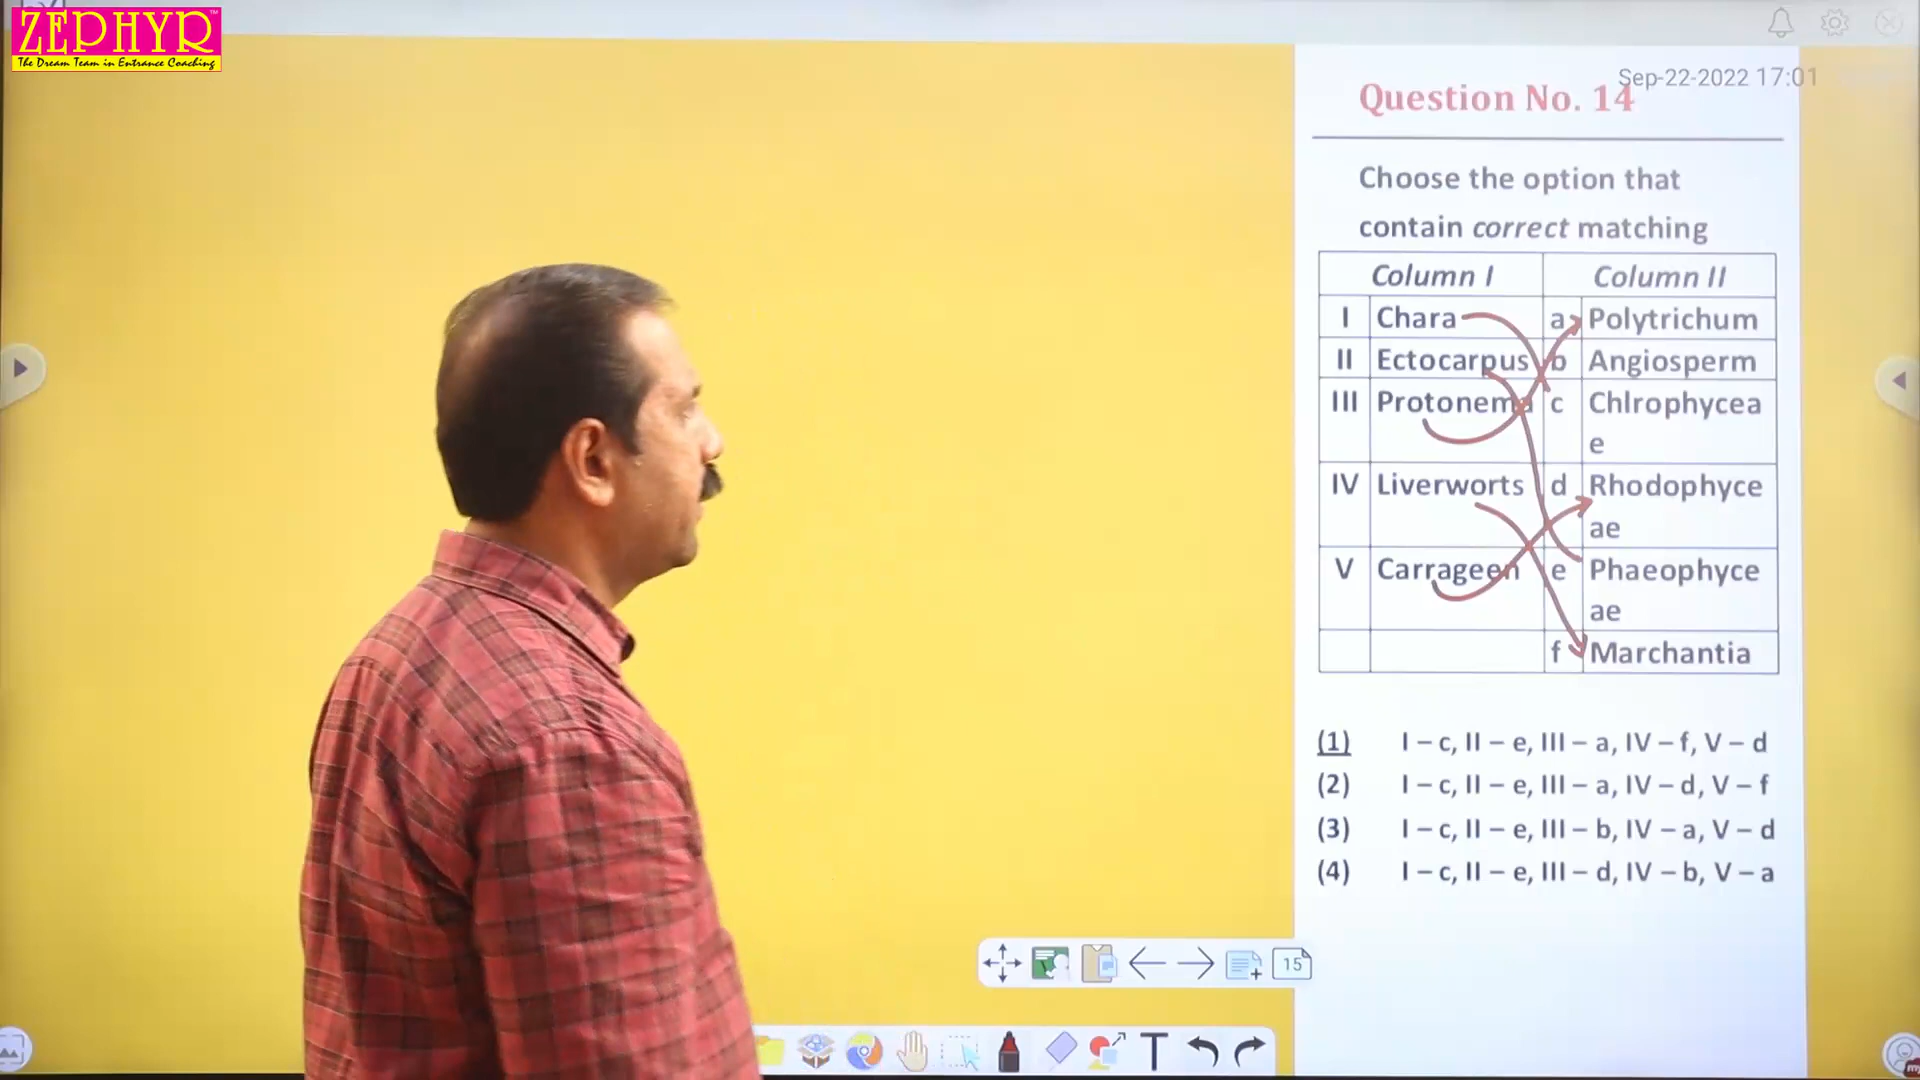 ZEPHYR™
The Dream Team in Entrance Coaching
Sep-22-2022 17:01
Question No. 14
Choose the option that
contain correct matching
Column I Column II
I Chara a Polytrichum
II Ectocarpus b Angiosperm
III Protonema c Chlrophycea
e
IV Liverworts d Rhodophyce
ae
V Carrageen e Phaeophyce
ae
f Marchantia
(1) I – c, II – e, III – a, IV – f, V – d
(2) I – c, II – e, III – a, IV – d, V – f
(3) I – c, II – e, III – b, IV – a, V – d
(4) I – c, II – e, III – d, IV – b, V – a
15
T